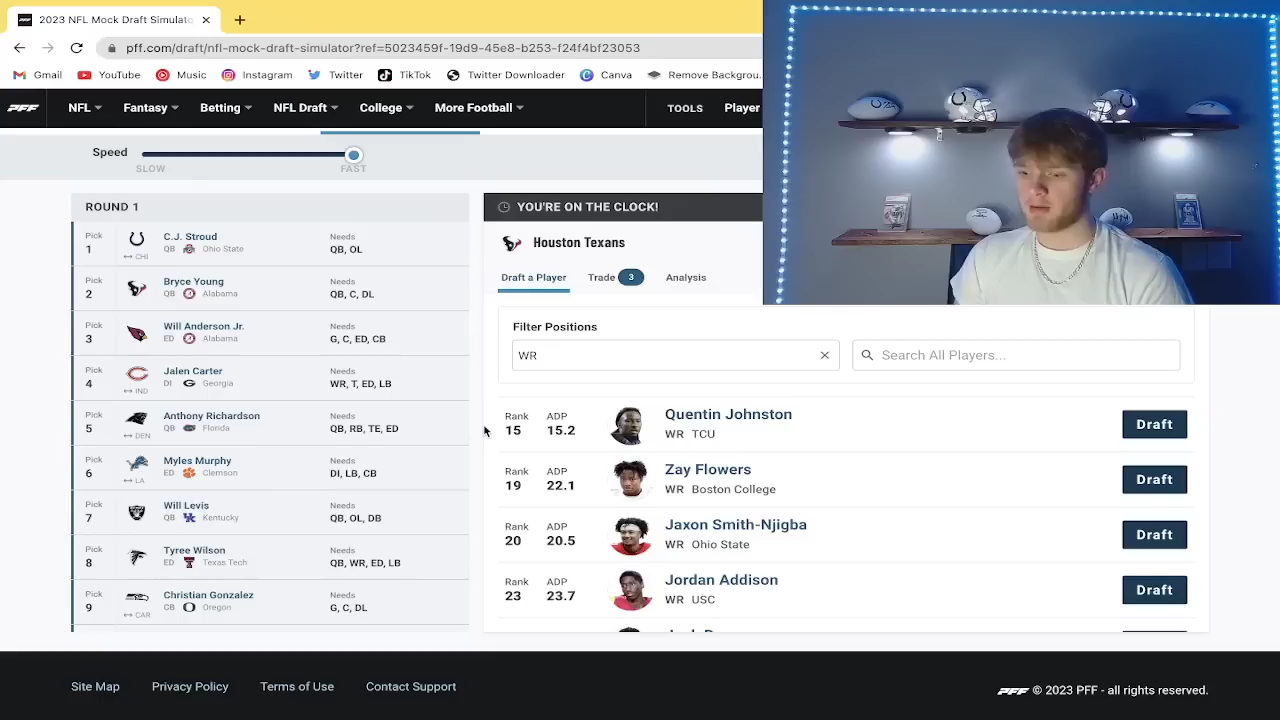 2023 NFL Mock Draft Simulato
pff.com/draft/nfl-mock-draft-simulator?ref=5023459f-19d9-45e8-b253-f24f4bf23053
Gmail YouTube Music Instagram Twitter TikTok Twitter Downloader Canva Remove Backgrou
PFF NFL Fantasy Betting NFL Draft College More Football TOOLS Player
Speed
SLOW FAST
ROUND 1
Pick C.J. Stroud Needs
1 QB Ohio State QB, OL
CHI
Pick Bryce Young Needs
2 QB Alabama QB, C, DL
Pick Will Anderson Jr. Needs
3 ED Alabama G, C, ED, CB
Pick Jalen Carter Needs
4 DI Georgia WR, T, ED, LB
IND
Pick Anthony Richardson Needs
5 QB Florida QB, RB, TE, ED
DEN
Pick Myles Murphy Needs
6 ED Clemson DI, LB, CB
LA
Pick Will Levis Needs
7 QB Kentucky QB, OL, DB
Pick Tyree Wilson Needs
8 ED Texas Tech QB, WR, ED, LB
Pick Christian Gonzalez Needs
9 CB Oregon G, C, DL
CAR
YOU'RE ON THE CLOCK!
Houston Texans
Draft a Player Trade 3 Analysis
Filter Positions
WR Search All Players...
Rank ADP Quentin Johnston Draft
15 15.2 WR TCU
Rank ADP Zay Flowers Draft
19 22.1 WR Boston College
Rank ADP Jaxon Smith-Njigba Draft
20 20.5 WR Ohio State
Rank ADP Jordan Addison Draft
23 23.7 WR USC
Site Map Privacy Policy Terms of Use Contact Support
PFF © 2023 PFF - all rights reserved.